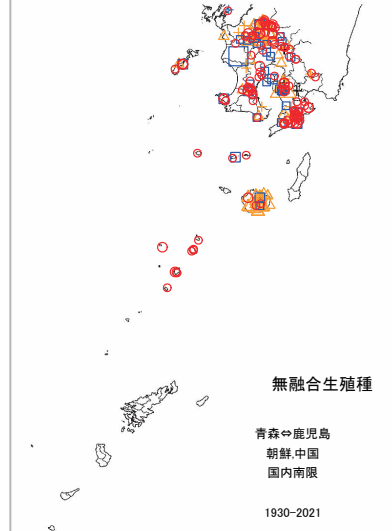 無融合生殖種
青森⇔鹿児島
朝鮮,中国
国内南限
1930-2021